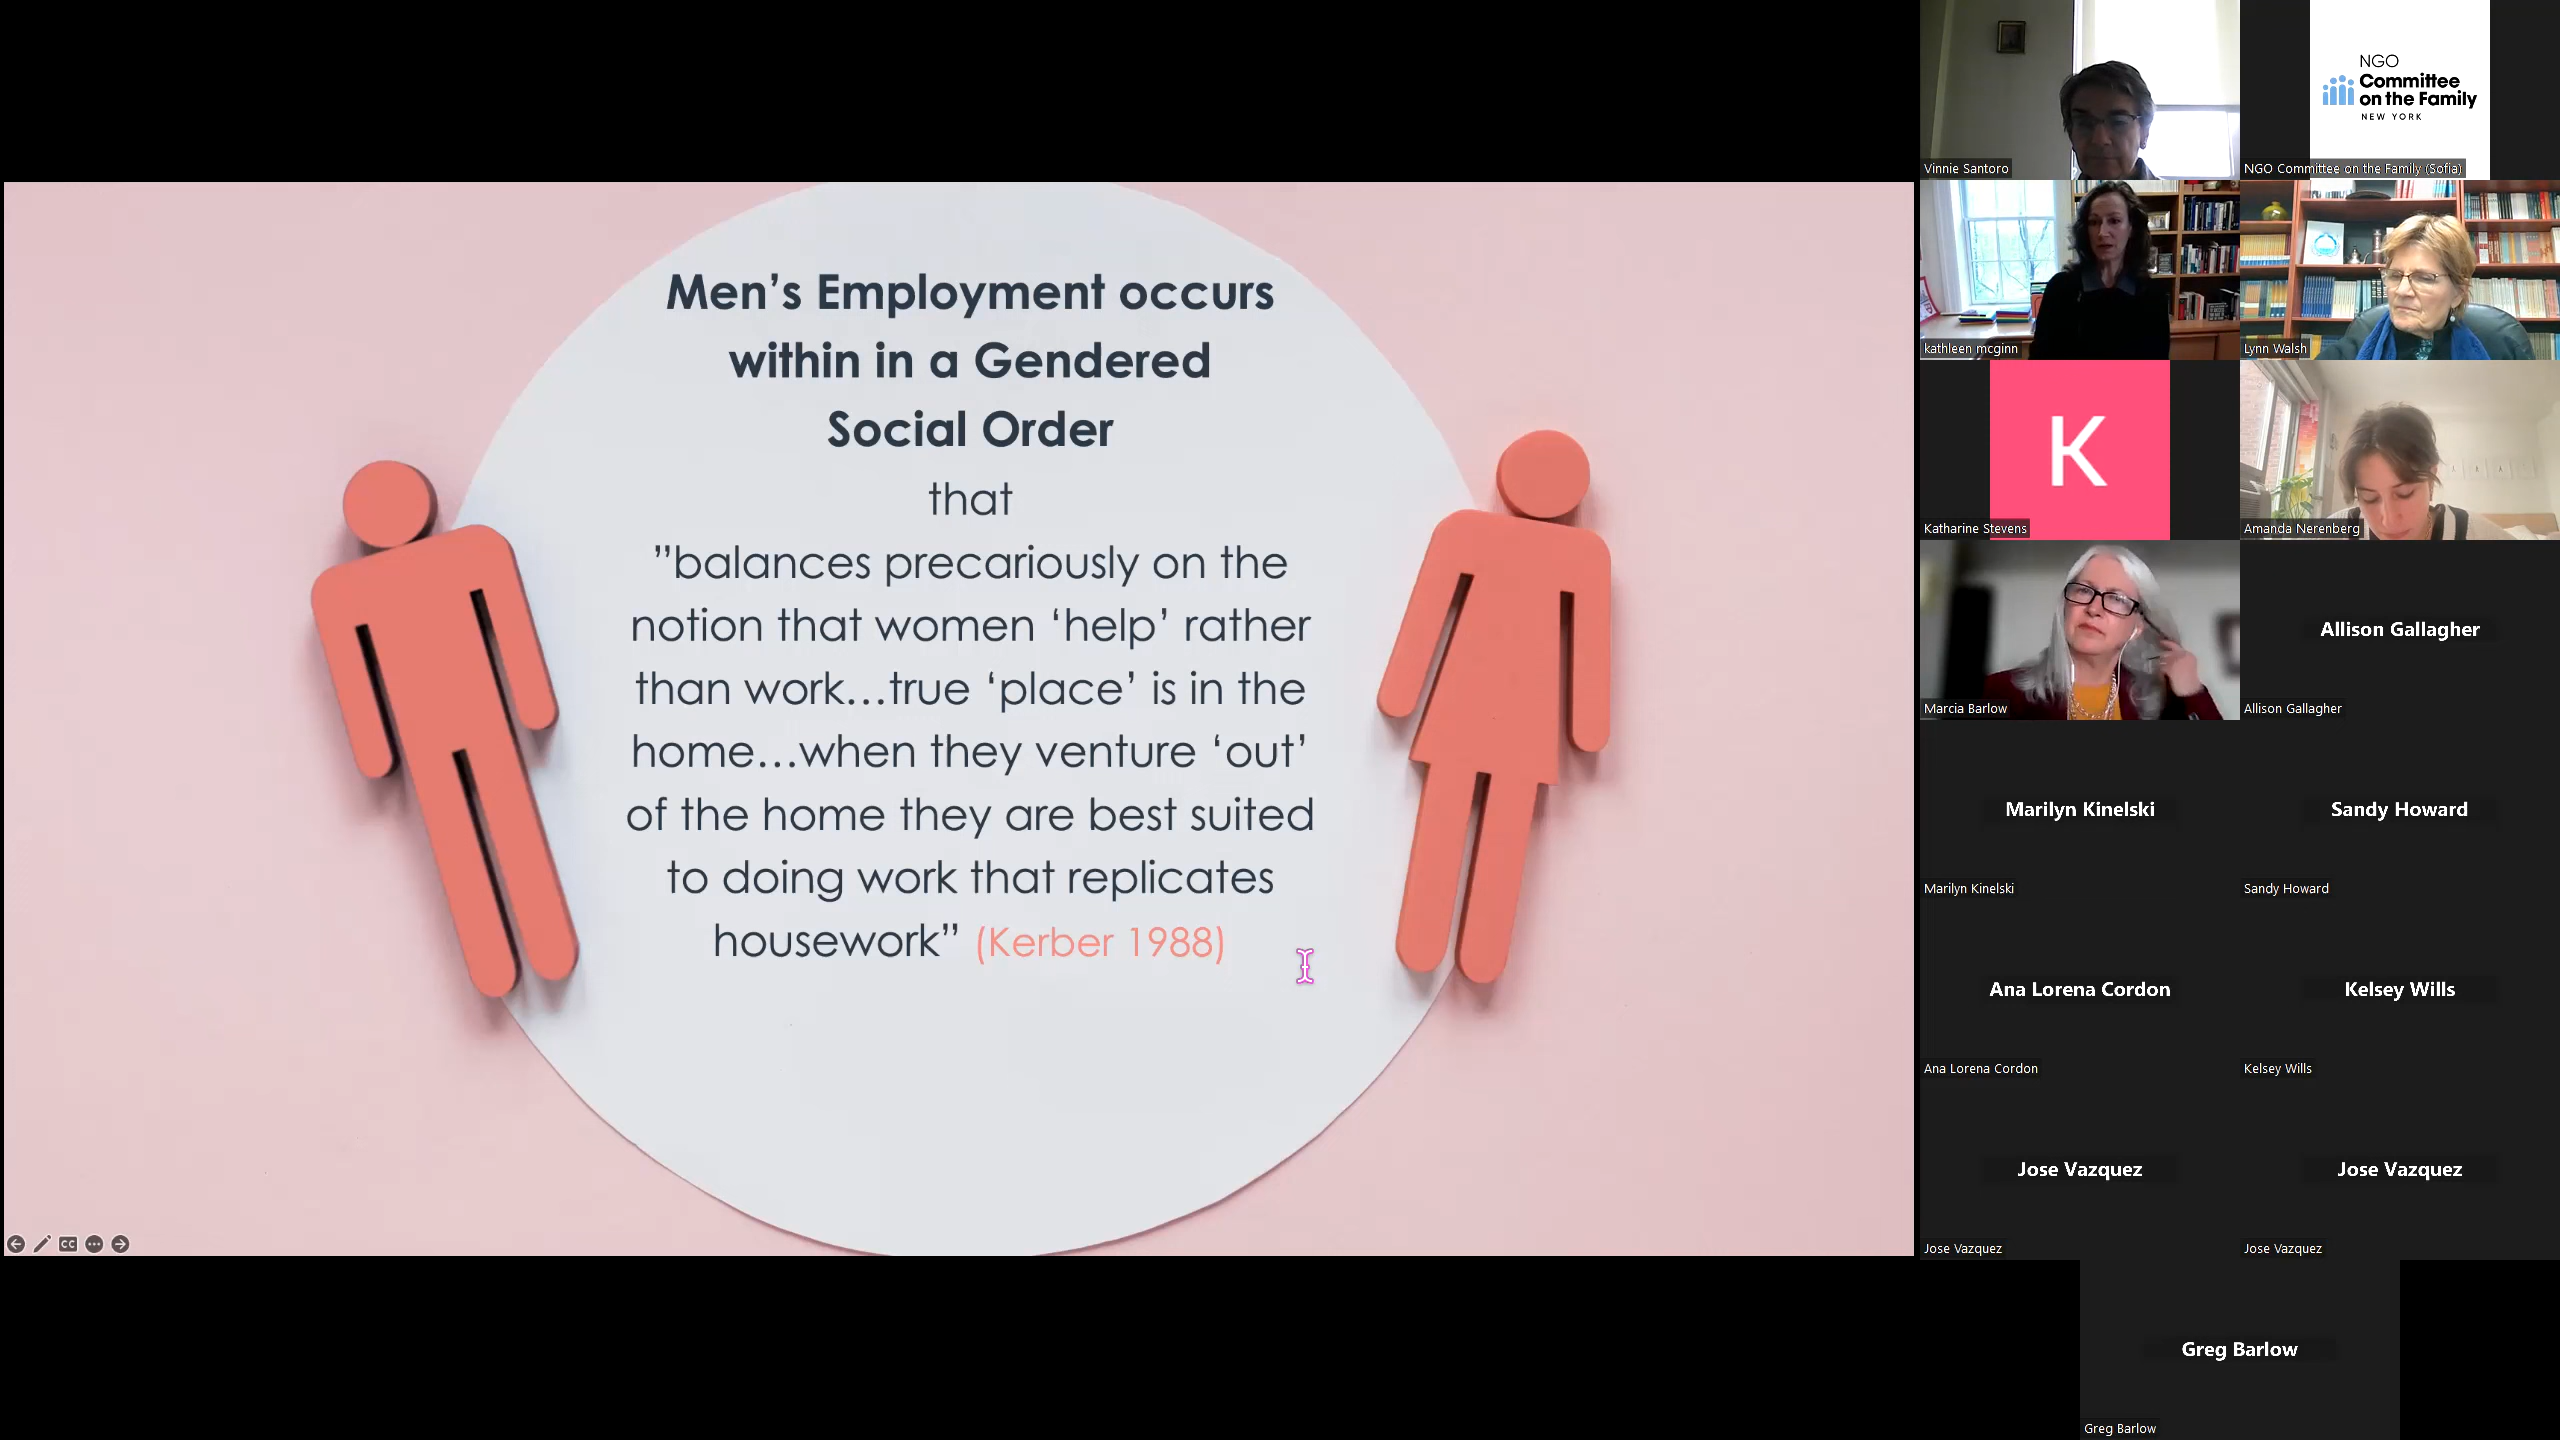 Men’s Employment occurs
within in a Gendered
Social Order
that
”balances precariously on the
notion that women ‘help’ rather
than work…true ‘place’ is in the
home…when they venture ‘out’
of the home they are best suited
to doing work that replicates
housework” (Kerber 1988)
CC
Vinnie Santoro
NGO
Committee
on the Family
NEW YORK
NGO Committee on the Family (Sofia)
kathleen mcginn
Lynn Walsh
K
Katharine Stevens
Amanda Nerenberg
Marcia Barlow
Allison Gallagher
Allison Gallagher
Marilyn Kinelski
Marilyn Kinelski
Sandy Howard
Sandy Howard
Ana Lorena Cordon
Ana Lorena Cordon
Kelsey Wills
Kelsey Wills
Jose Vazquez
Jose Vazquez
Jose Vazquez
Jose Vazquez
Greg Barlow
Greg Barlow